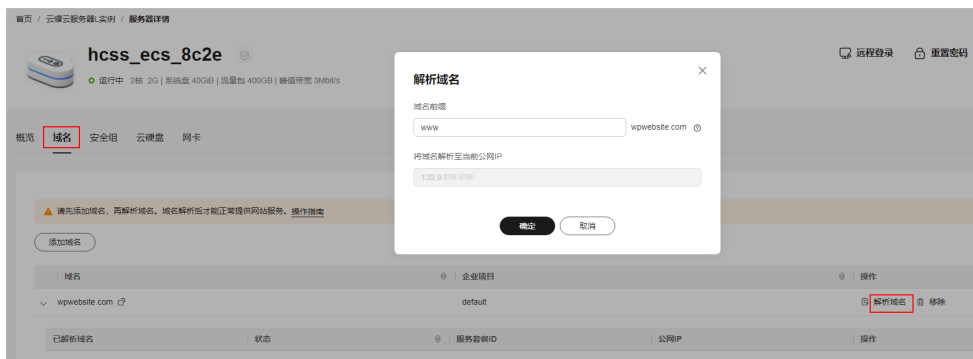 首页 / 云耀云服务器L实例 / 服务器详情
hcss_ecs_8c2e
运行中 2核 2G | 系统盘 40GiB | 流量包 400GB | 峰值带宽 3Mbit/s
远程登录 重置密码
概览 域名 安全组 云硬盘 网卡
请先添加域名，再解析域名。域名解析后才能正常提供网站服务。操作指南
添加域名
域名 企业项目 操作
wpwebsite.com default 解析域名 移除
已解析域名 状态 服务套餐ID 公网IP 操作
解析域名
域名前缀
www wpwebsite.com
将域名解析至当前公网IP
139.9.
确定 取消